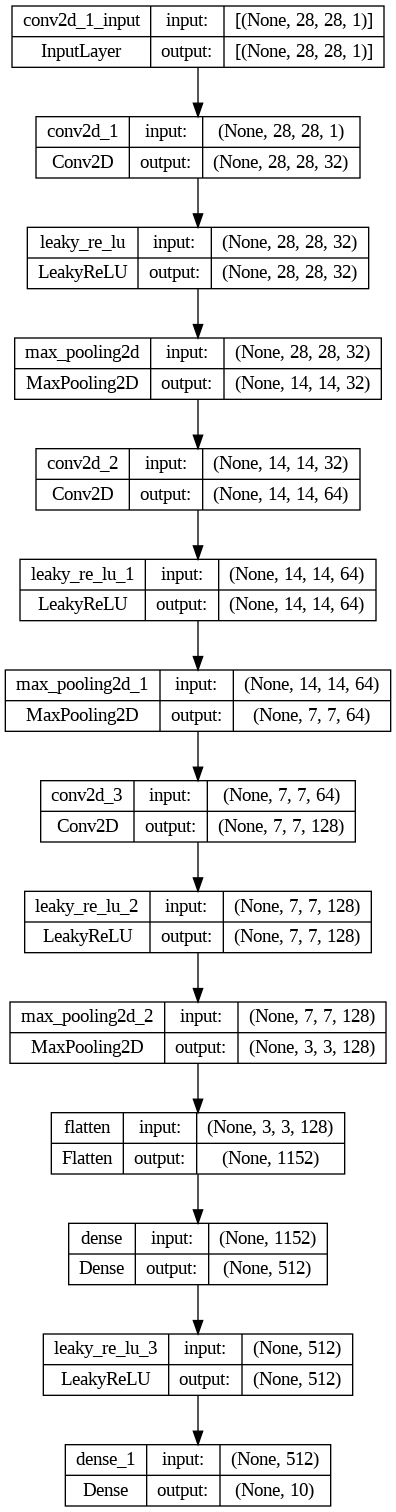 conv2d_1_input input: [(None, 28, 28, 1)]
InputLayer output: [(None, 28, 28, 1)]
conv2d_1 input: (None, 28, 28, 1)
Conv2D output: (None, 28, 28, 32)
leaky_re_lu input: (None, 28, 28, 32)
LeakyReLU output: (None, 28, 28, 32)
max_pooling2d input: (None, 28, 28, 32)
MaxPooling2D output: (None, 14, 14, 32)
conv2d_2 input: (None, 14, 14, 32)
Conv2D output: (None, 14, 14, 64)
leaky_re_lu_1 input: (None, 14, 14, 64)
LeakyReLU output: (None, 14, 14, 64)
max_pooling2d_1 input: (None, 14, 14, 64)
MaxPooling2D output: (None, 7, 7, 64)
conv2d_3 input: (None, 7, 7, 64)
Conv2D output: (None, 7, 7, 128)
leaky_re_lu_2 input: (None, 7, 7, 128)
LeakyReLU output: (None, 7, 7, 128)
max_pooling2d_2 input: (None, 7, 7, 128)
MaxPooling2D output: (None, 3, 3, 128)
flatten input: (None, 3, 3, 128)
Flatten output: (None, 1152)
dense input: (None, 1152)
Dense output: (None, 512)
leaky_re_lu_3 input: (None, 512)
LeakyReLU output: (None, 512)
dense_1 input: (None, 512)
Dense output: (None, 10)